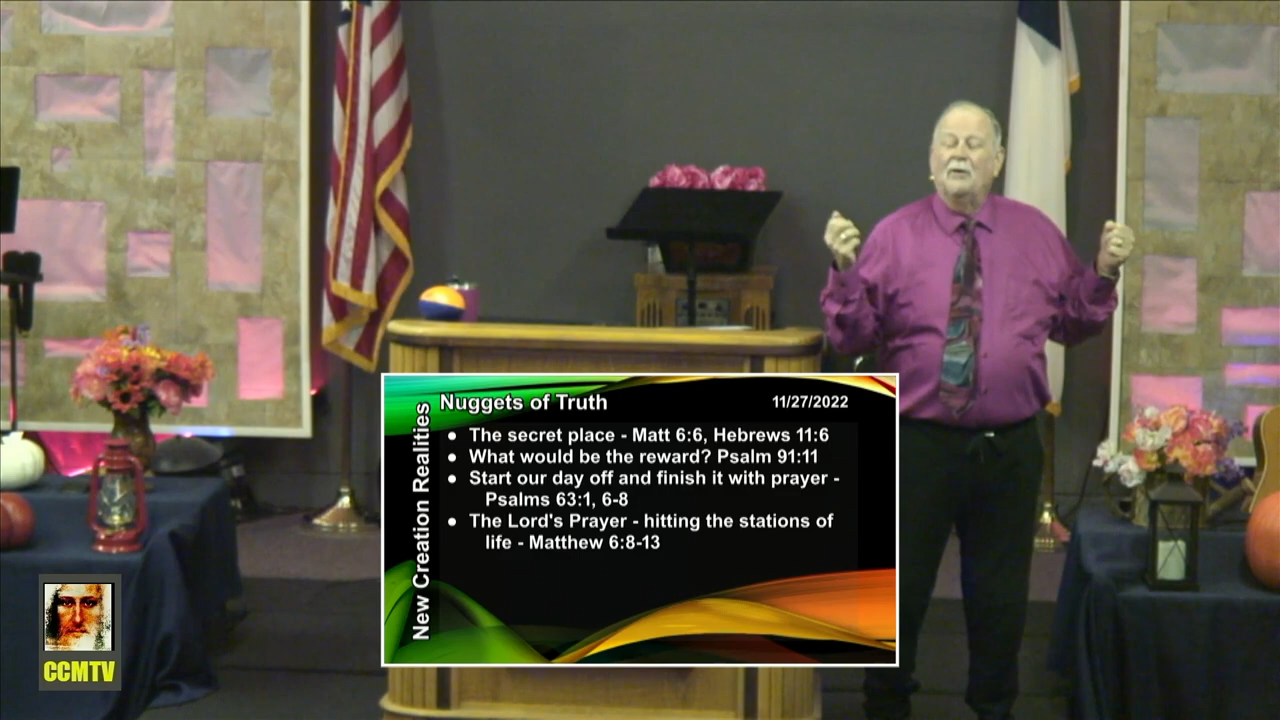 Nuggets of Truth 11/27/2022
New Creation Realities
● The secret place - Matt 6:6, Hebrews 11:6
● What would be the reward? Psalm 91:11
● Start our day off and finish it with prayer -
Psalms 63:1, 6-8
● The Lord's Prayer - hitting the stations of
life - Matthew 6:8-13
CCMTV